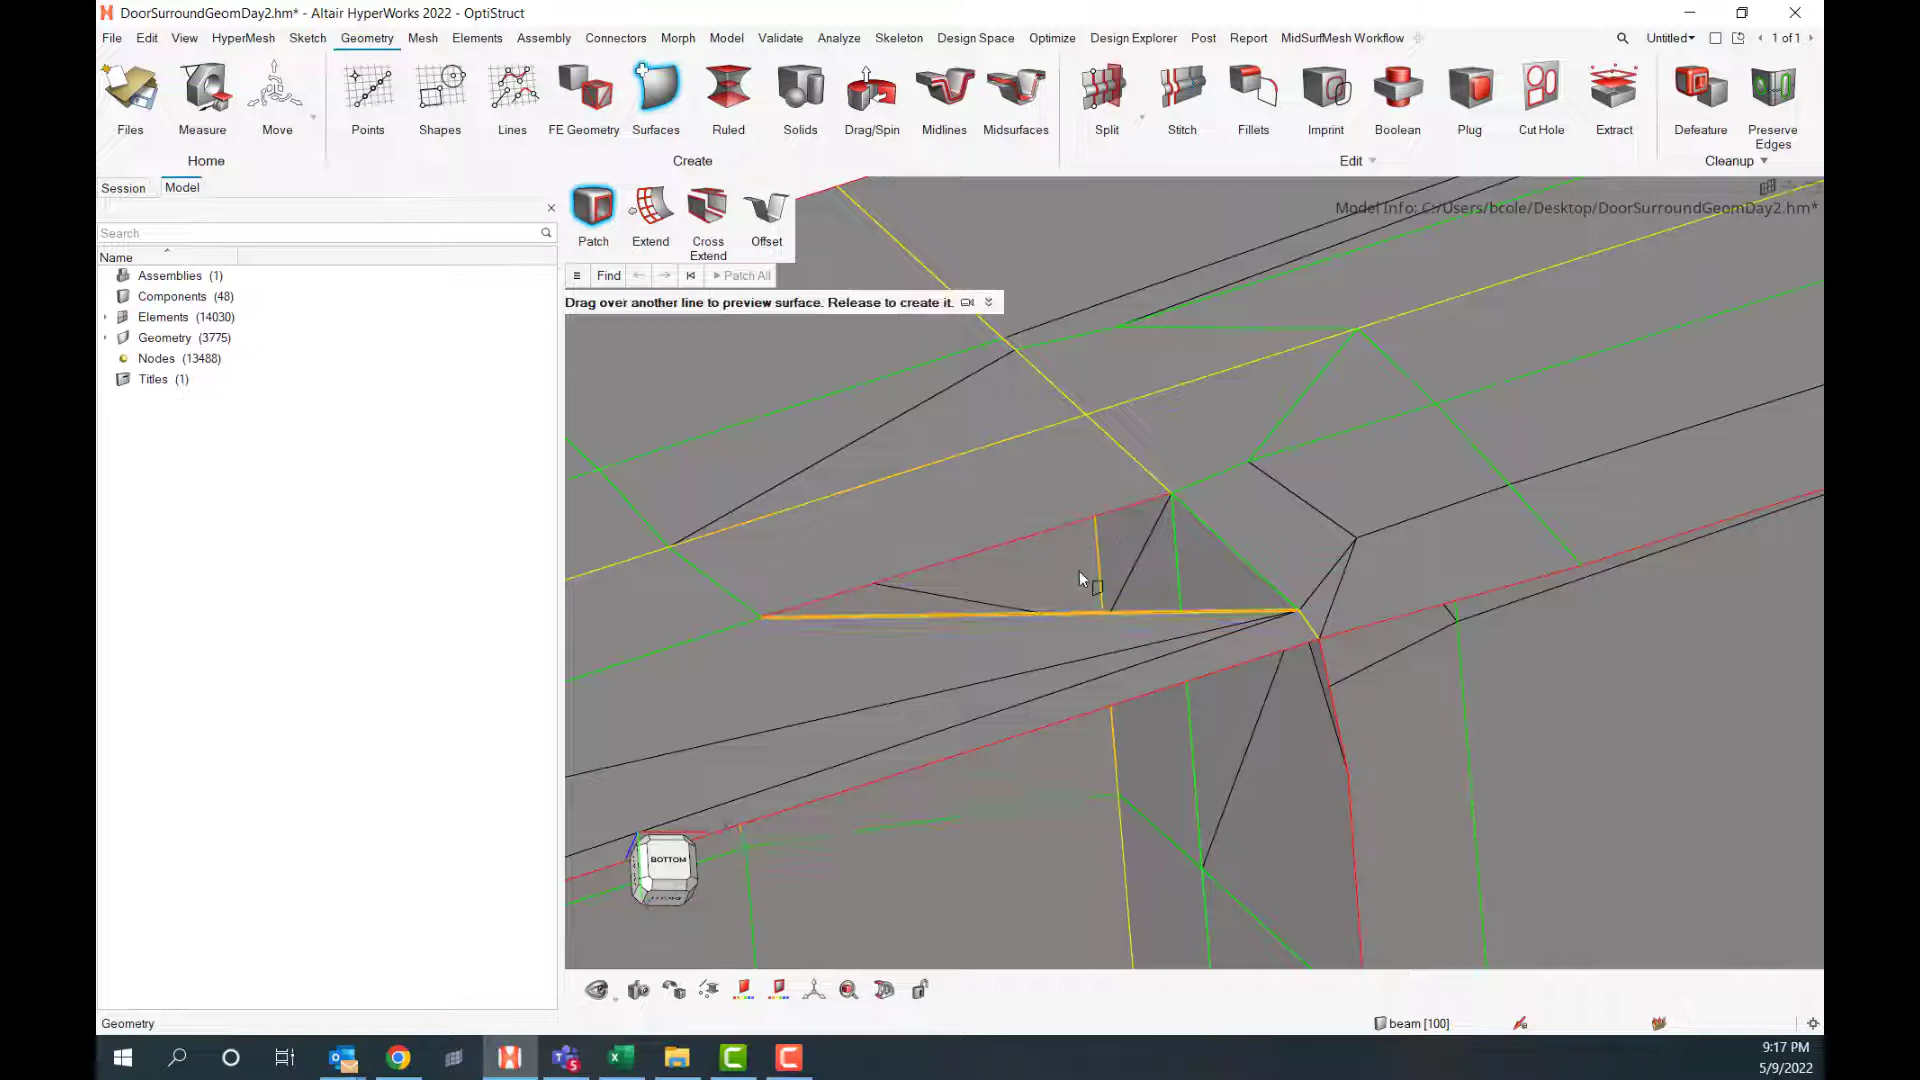 DoorSurroundGeomDay2.hm* - Altair HyperWorks 2022 - OptiStruct
File Edit View HyperMesh Sketch Geometry Mesh Elements Assembly Connectors Morph Model Validate Analyze Skeleton Design Space Optimize Design Explorer Post Report MidSurfMesh Workflow Untitled 1 of 1
Files Measure Move Points Shapes Lines FE Geometry Surfaces Ruled Solids Drag/Spin Midlines Midsurfaces Split Stitch Fillets Imprint Boolean Plug Cut Hole Extract Defeature Preserve Edges
Home Create Edit Cleanup
Session Model
Search
Name
Assemblies (1)
Components (48)
Elements (14030)
Geometry (3775)
Nodes (13488)
Titles (1)
Patch Extend Cross Extend Offset
Find Patch All
Drag over another line to preview surface. Release to create it.
Model Info: C:/Users/bcole/Desktop/DoorSurroundGeomDay2.hm*
BOTTOM
Geometry
beam [100]
9:17 PM
5/9/2022